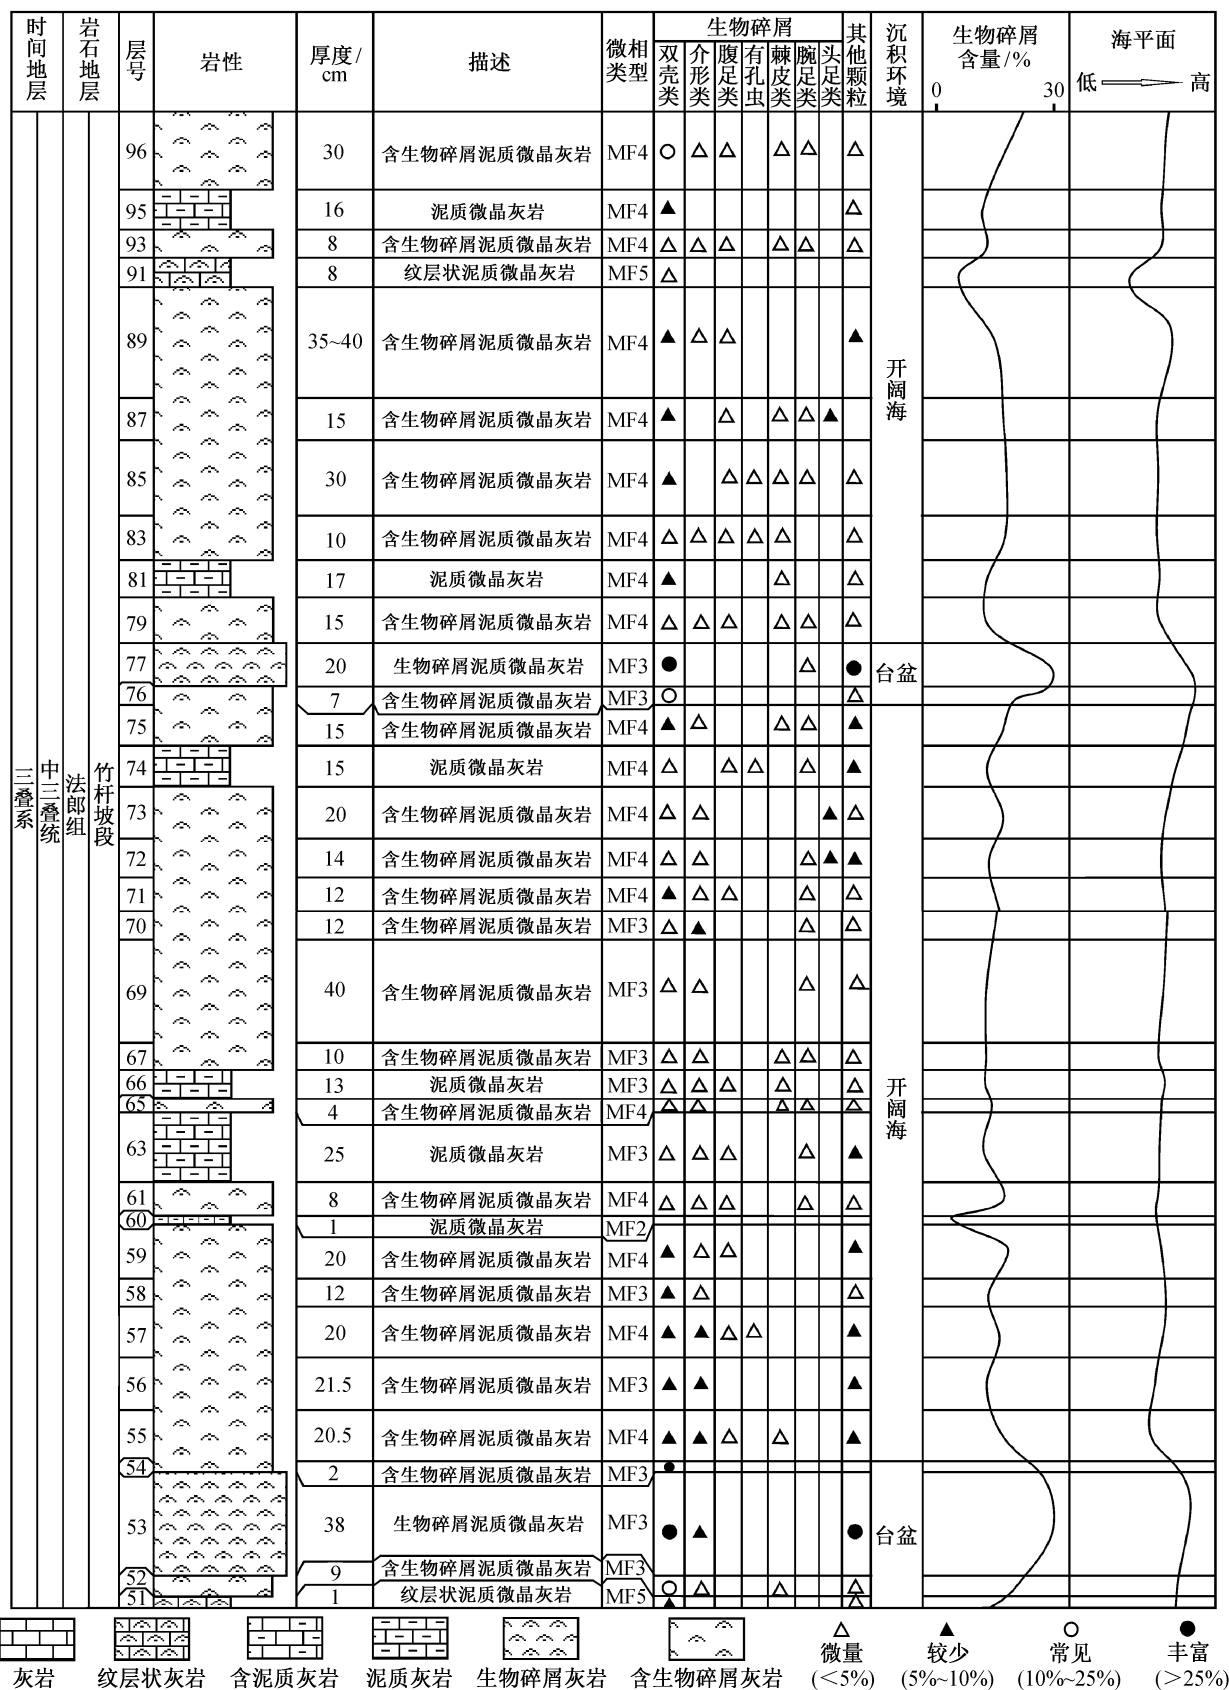 时间地层 岩石地层 层号 岩性 厚度/cm 描述 微相类型 生物碎屑 其他颗粒 沉积环境 生物碎屑含量/% 海平面
双壳类 介形类 腹足类 有孔虫 棘皮类 腕足类 头足类
0 30 低 高
96 30 含生物碎屑泥质微晶灰岩 MF4
95 16 泥质微晶灰岩 MF4
93 8 含生物碎屑泥质微晶灰岩 MF4
91 8 纹层状泥质微晶灰岩 MF5
89 35~40 含生物碎屑泥质微晶灰岩 MF4
开阔海
87 15 含生物碎屑泥质微晶灰岩 MF4
85 30 含生物碎屑泥质微晶灰岩 MF4
83 10 含生物碎屑泥质微晶灰岩 MF4
81 17 泥质微晶灰岩 MF4
79 15 含生物碎屑泥质微晶灰岩 MF4
77 20 生物碎屑泥质微晶灰岩 MF3 台盆
76 7 含生物碎屑泥质微晶灰岩 MF3
75 15 含生物碎屑泥质微晶灰岩 MF4
74 15 泥质微晶灰岩 MF4
三叠系 中三叠统 法郎组 竹杆坡段
73 20 含生物碎屑泥质微晶灰岩 MF4
72 14 含生物碎屑泥质微晶灰岩 MF4
71 12 含生物碎屑泥质微晶灰岩 MF4
70 12 含生物碎屑泥质微晶灰岩 MF3
69 40 含生物碎屑泥质微晶灰岩 MF3
67 10 含生物碎屑泥质微晶灰岩 MF3
66 13 泥质微晶灰岩 MF3
65 4 含生物碎屑泥质微晶灰岩 MF4
开阔海
63 25 泥质微晶灰岩 MF3
61 8 含生物碎屑泥质微晶灰岩 MF4
60 1 泥质微晶灰岩 MF2
59 20 含生物碎屑泥质微晶灰岩 MF4
58 12 含生物碎屑泥质微晶灰岩 MF3
57 20 含生物碎屑泥质微晶灰岩 MF4
56 21.5 含生物碎屑泥质微晶灰岩 MF3
55 20.5 含生物碎屑泥质微晶灰岩 MF4
54 2 含生物碎屑泥质微晶灰岩 MF3
53 38 生物碎屑泥质微晶灰岩 MF3 台盆
52 9 含生物碎屑泥质微晶灰岩 MF3
51 1 纹层状泥质微晶灰岩 MF5
灰岩 纹层状灰岩 含泥质灰岩 泥质灰岩 生物碎屑灰岩 含生物碎屑灰岩 微量 较少 常见 丰富
(<5%) (5%~10%) (10%~25%) (>25%)